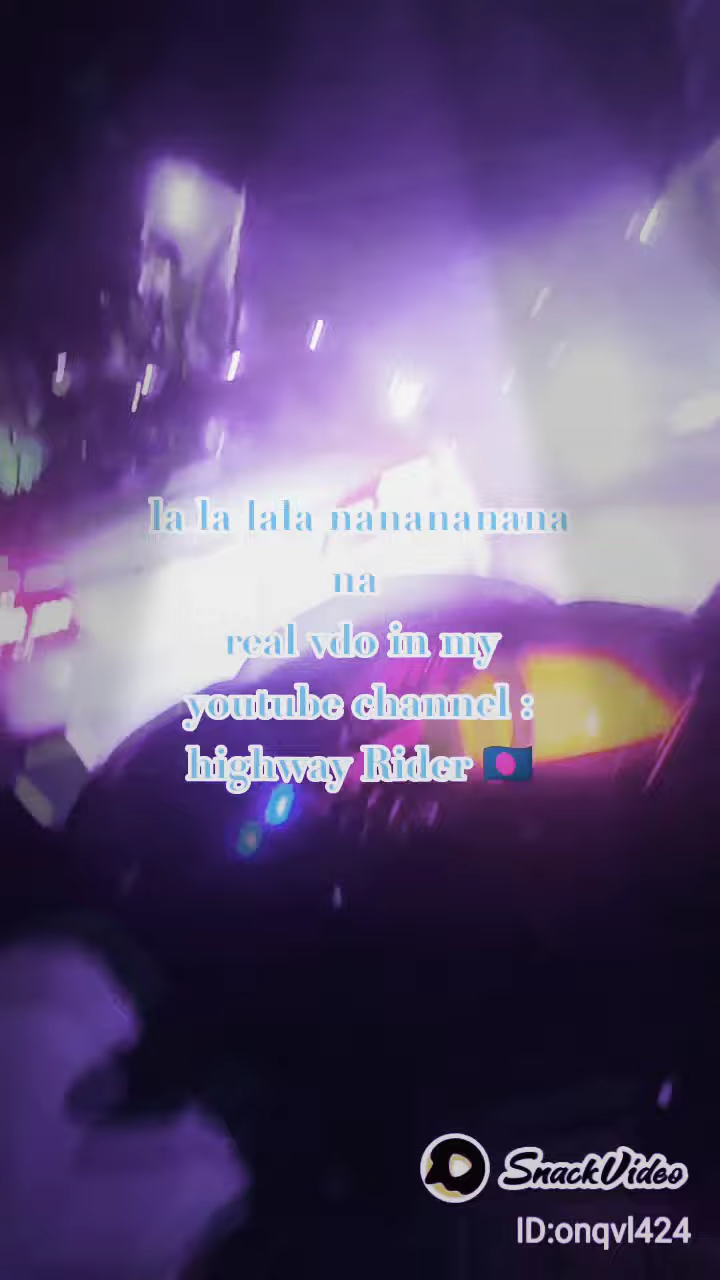 la la lala nanananana
na
real vdo in my
youtube channel :
highway Rider 🇧🇩
SnackVideo
ID:onqvl424